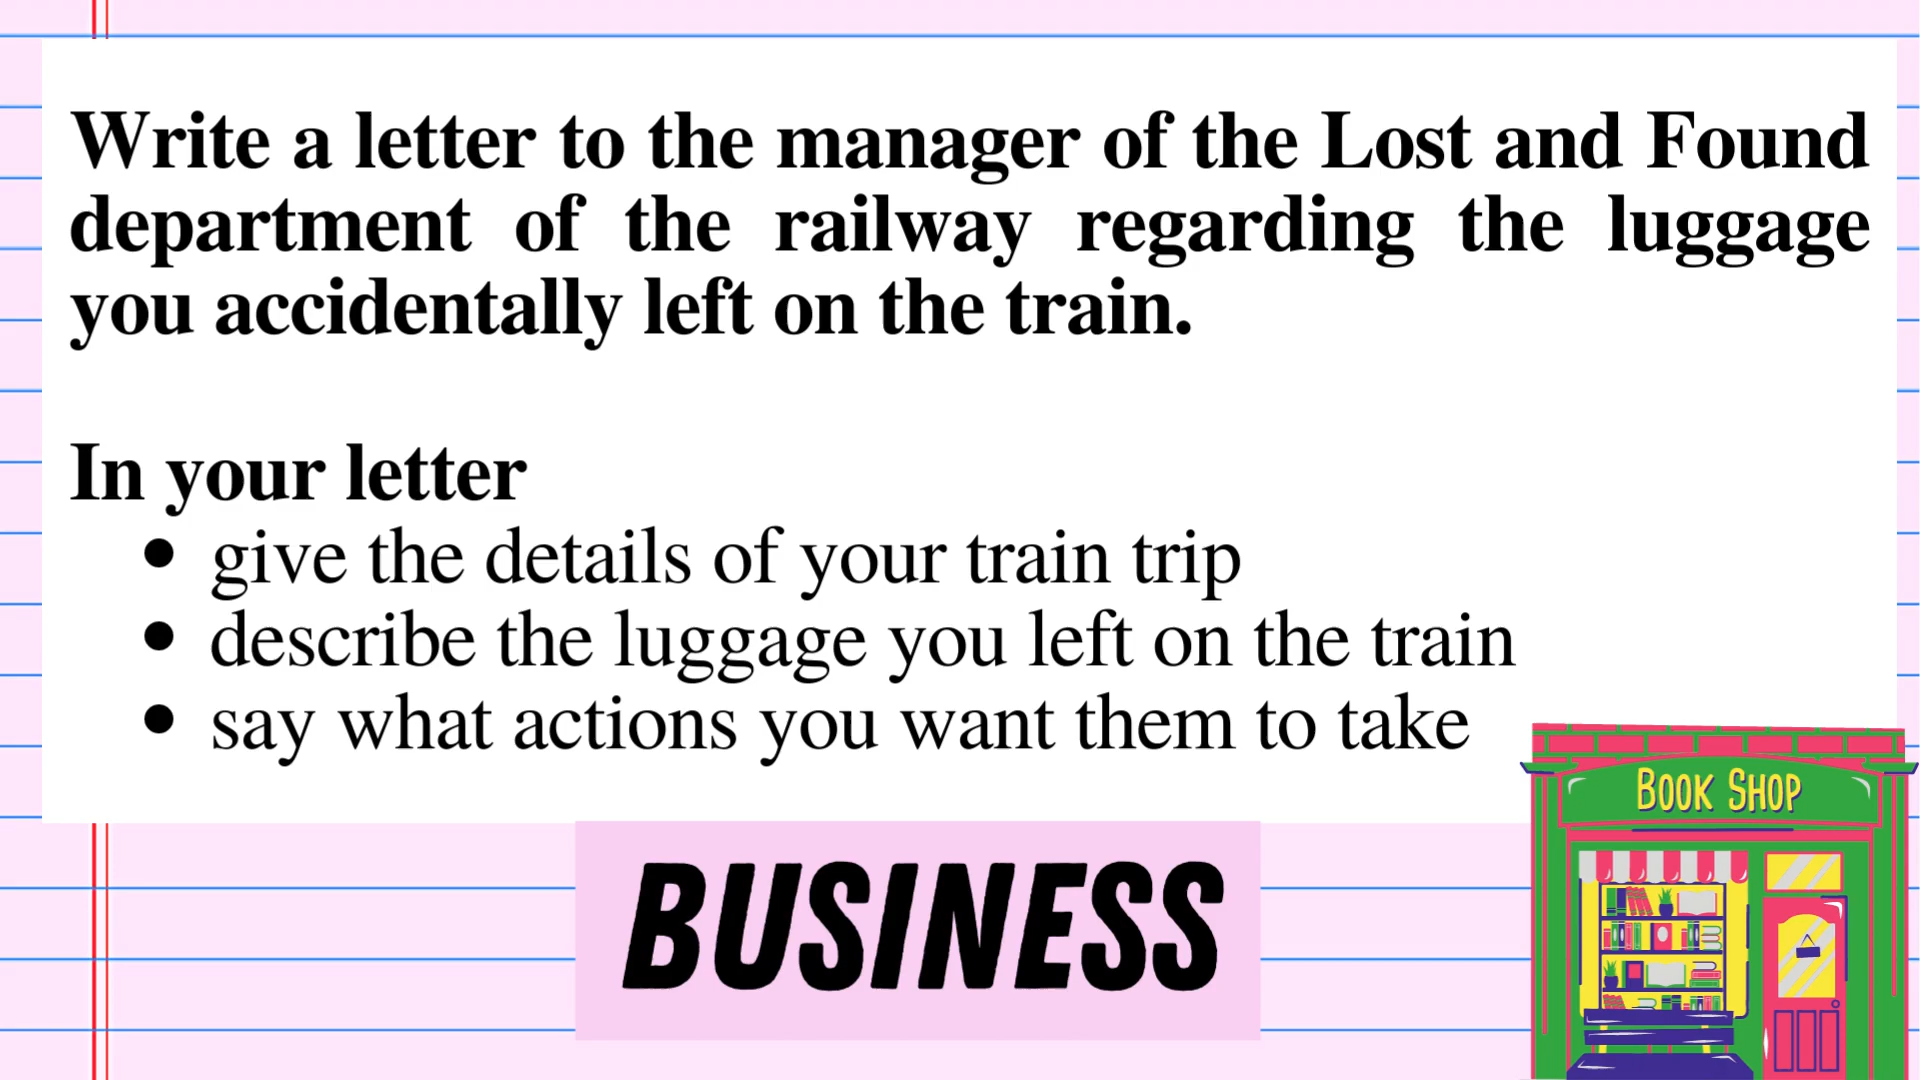 Write a letter to the manager of the Lost and Found
department of the railway regarding the luggage
you accidentally left on the train.
In your letter
• give the details of your train trip
• describe the luggage you left on the train
• say what actions you want them to take
BOOK SHOP
BUSINESS